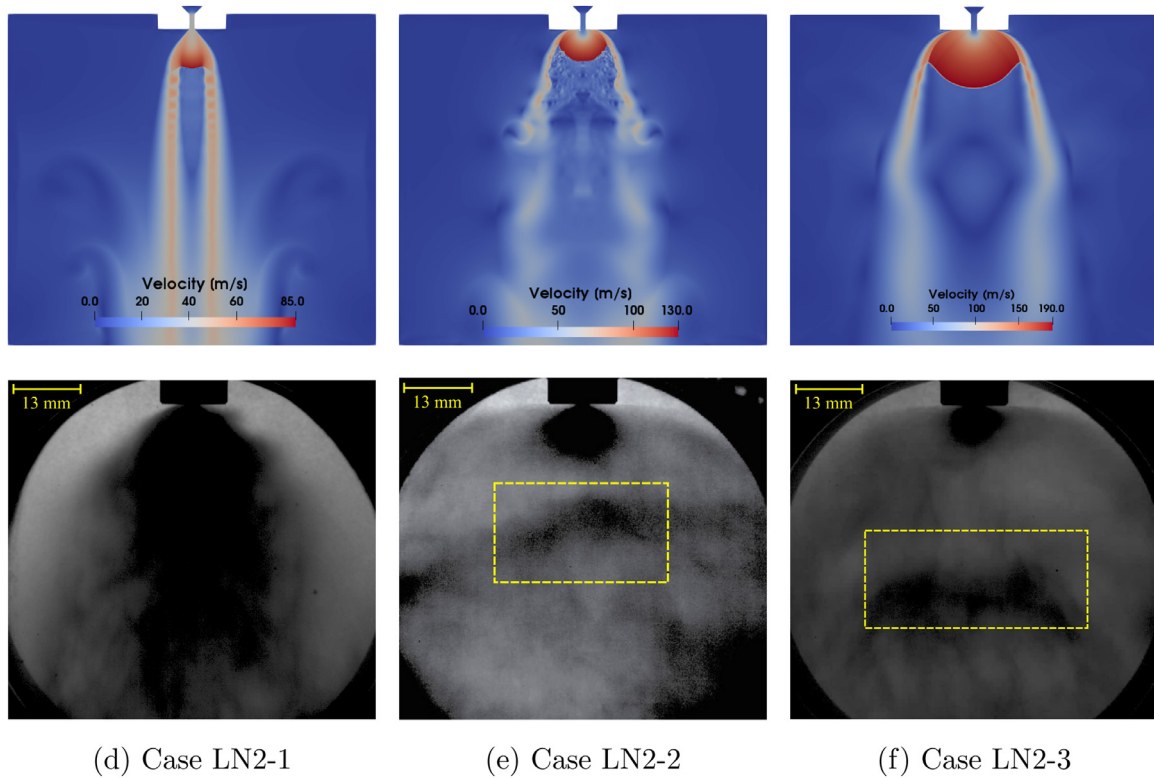 Velocity (m/s)
0.0 20 40 60 85.0
Velocity (m/s)
0.0 50 100 130.0
Velocity (m/s)
0.0 50 100 150 190.0
13 mm
13 mm
13 mm
(d) Case LN2-1
(e) Case LN2-2
(f) Case LN2-3